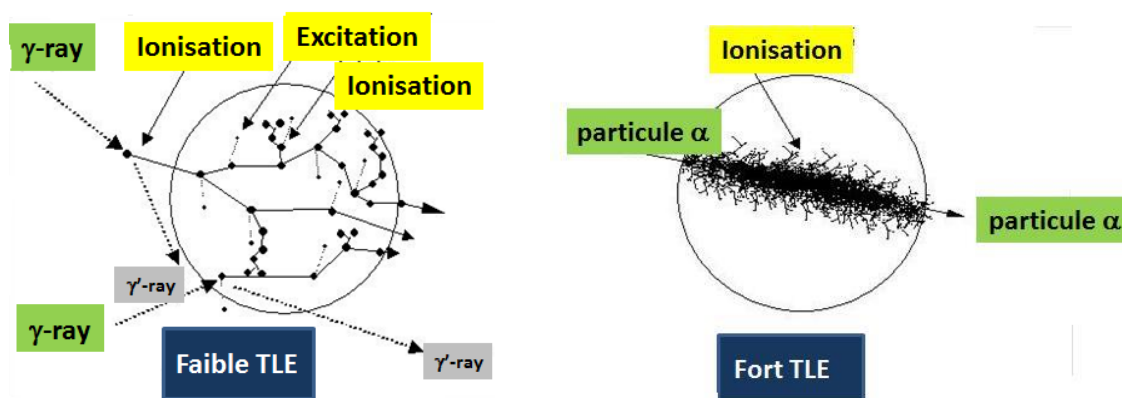 γ-ray
Ionisation
Excitation
Ionisation
γ'-ray
γ-ray
γ'-ray
Faible TLE
Ionisation
particule α
particule α
Fort TLE